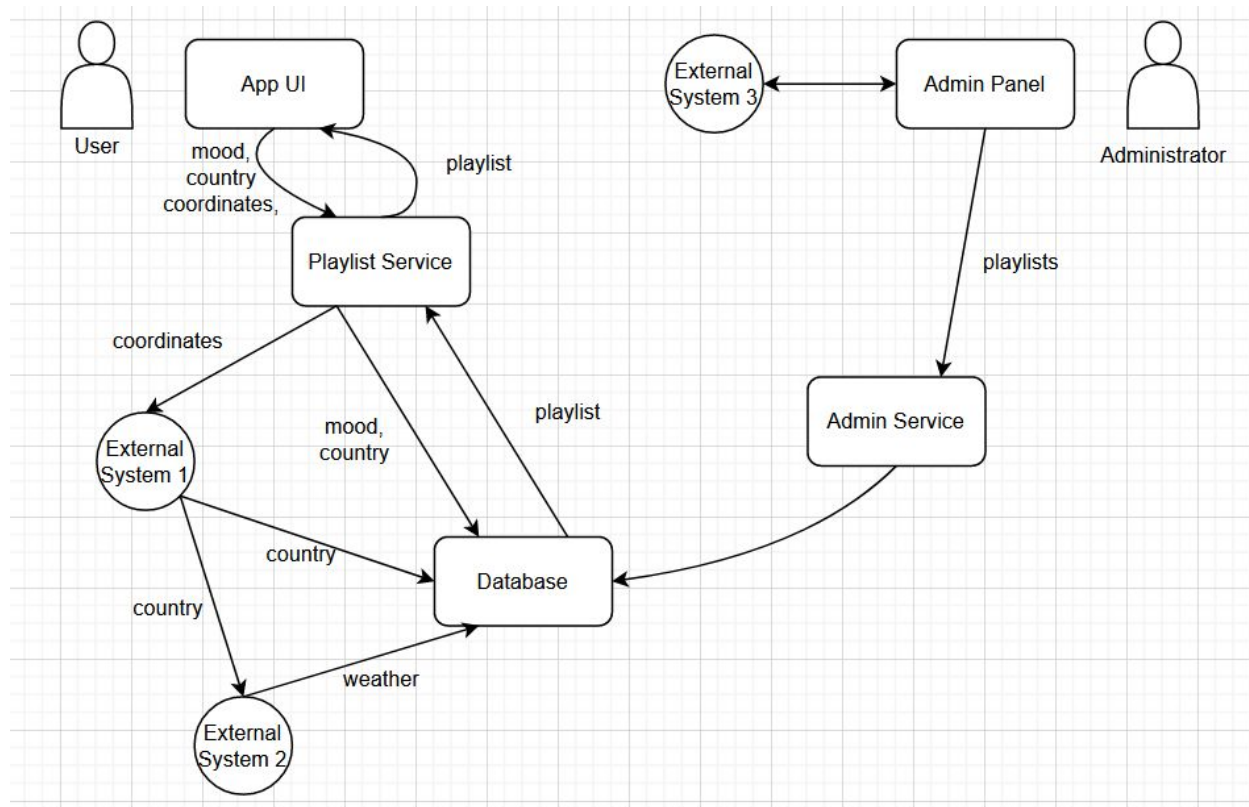 App UI
External
System 3
Admin Panel
User
Administrator
mood,
country
coordinates,
playlist
Playlist Service
playlists
coordinates
mood,
country
playlist
Admin Service
External
System 1
country
Database
country
weather
External
System 2